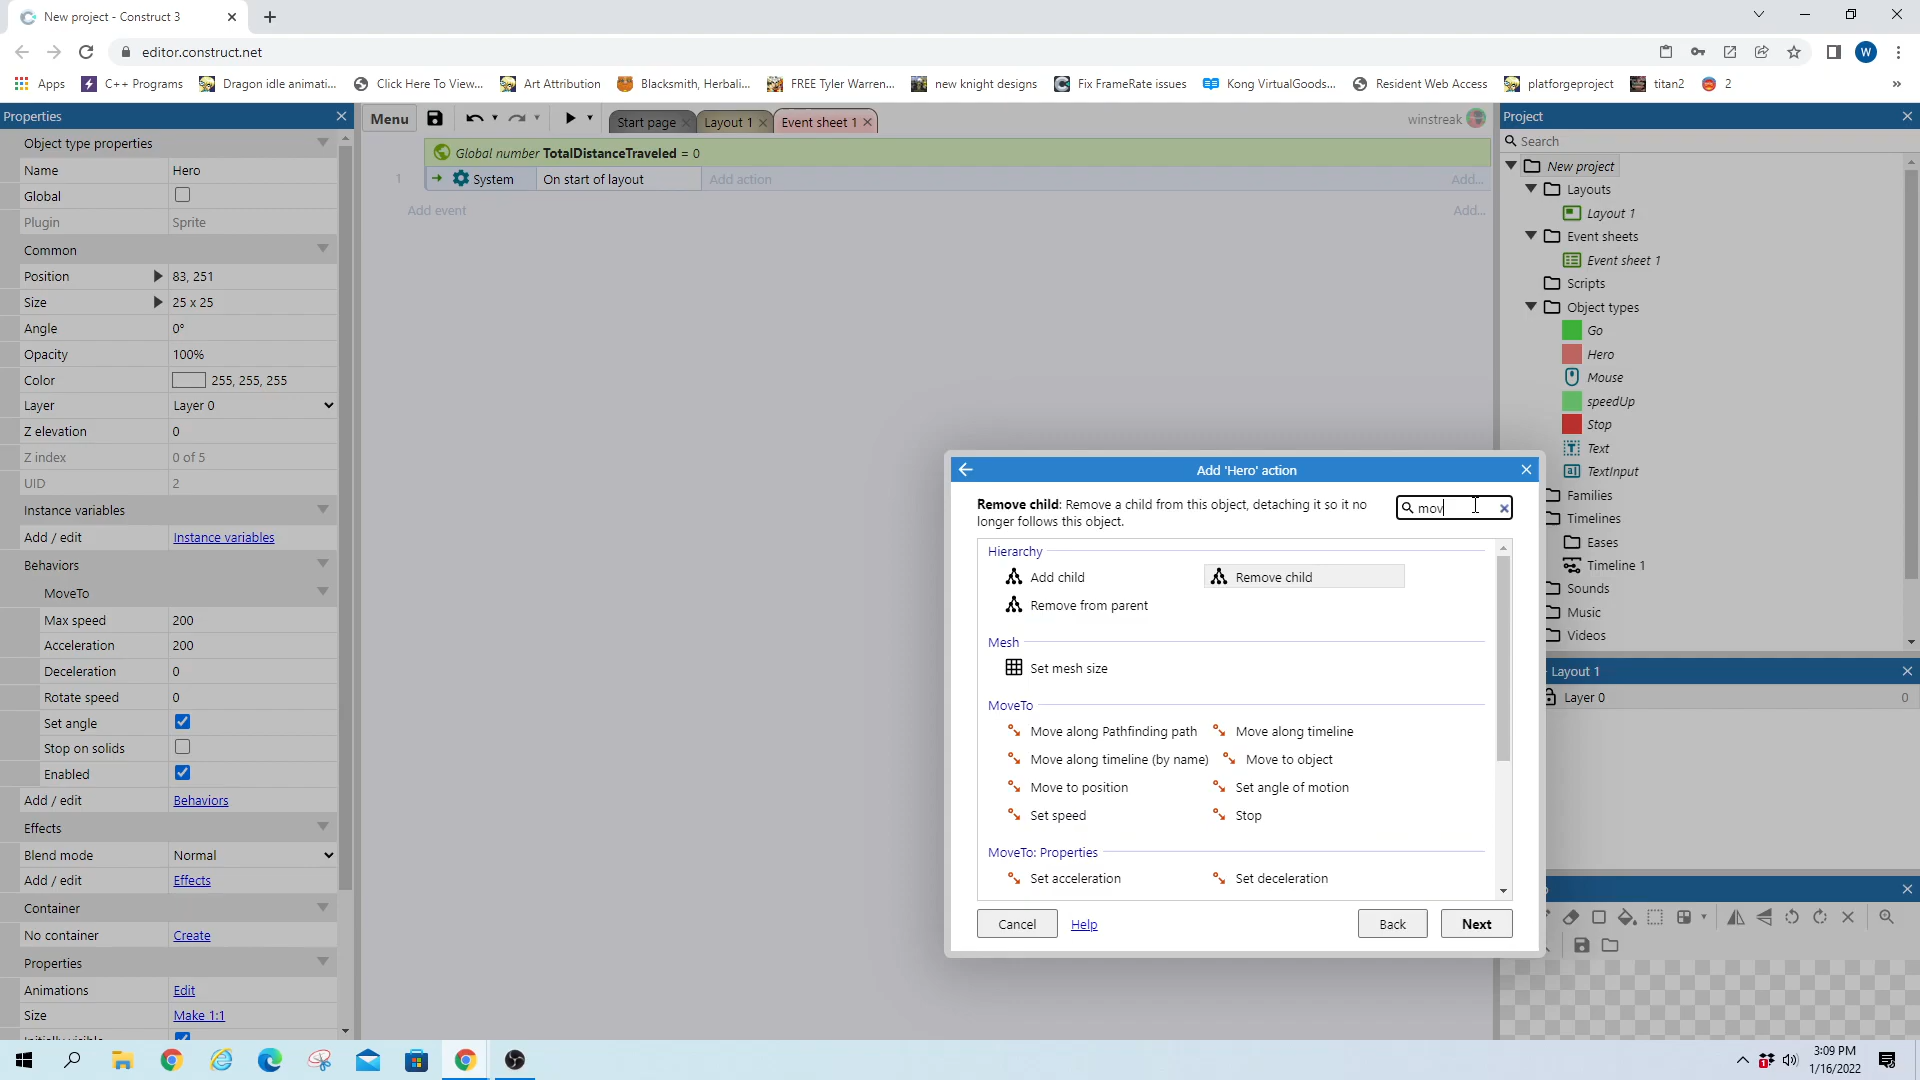 New project - Construct 3
editor.construct.net
W
Apps
C++ Programs
Dragon idle animati...
Click Here To View...
Art Attribution
Blacksmith, Herbali...
FREE Tyler Warren...
new knight designs
Fix FrameRate issues
Kong VirtualGoods...
Resident Web Access
platforgeproject
titan2
2
»
Properties
Object type properties
Name Hero
Global
Plugin Sprite
Common
Position 83, 251
Size 25 x 25
Angle 0°
Opacity 100%
Color 255, 255, 255
Layer Layer 0
Z elevation 0
Z index 0 of 5
UID 2
Instance variables
Add / edit Instance variables
Behaviors
MoveTo
Max speed 200
Acceleration 200
Deceleration 0
Rotate speed 0
Set angle
Stop on solids
Enabled
Add / edit Behaviors
Effects
Blend mode Normal
Add / edit Effects
Container
No container Create
Properties
Animations Edit
Size Make 1:1
Menu
Start page
Layout 1
Event sheet 1
winstreak
Global number TotalDistanceTraveled = 0
1 System On start of layout Add action Add...
Add event Add...
Add 'Hero' action
Remove child: Remove a child from this object, detaching it so it no
longer follows this object.
mov
Hierarchy
Add child Remove child
Remove from parent
Mesh
Set mesh size
MoveTo
Move along Pathfinding path Move along timeline
Move along timeline (by name) Move to object
Move to position Set angle of motion
Set speed Stop
MoveTo: Properties
Set acceleration Set deceleration
Cancel Help Back Next
Project
Search
New project
Layouts
Layout 1
Event sheets
Event sheet 1
Scripts
Object types
Go
Hero
Mouse
speedUp
Stop
Text
TextInput
Families
Timelines
Eases
Timeline 1
Sounds
Music
Videos
Layout 1
Layer 0 0
3:09 PM
1/16/2022